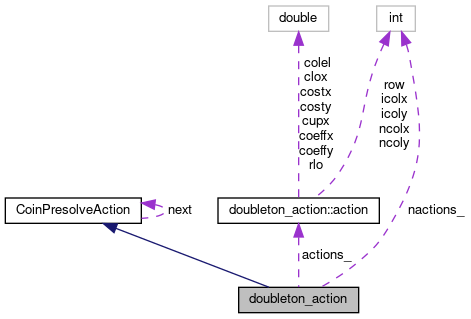 double
int
colel
clox
costx
costy
cupx
coeffx
coeffy
rlo
row
icolx
icoly
ncolx
ncoly
CoinPresolveAction
next
doubleton_action::action
nactions_
actions_
doubleton_action